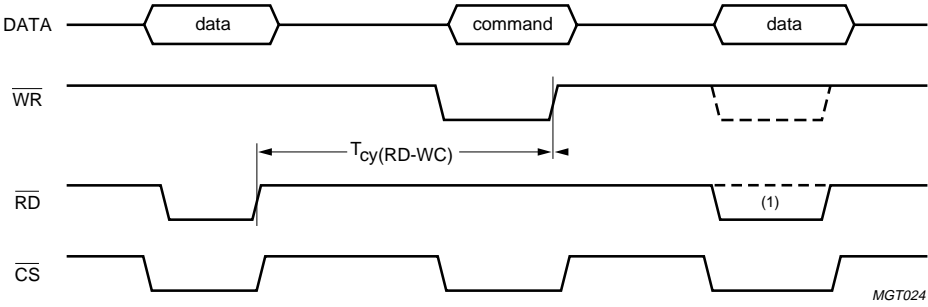 DATA data command data
WR
Tcy(RD-WC)
RD (1)
CS
MGT024